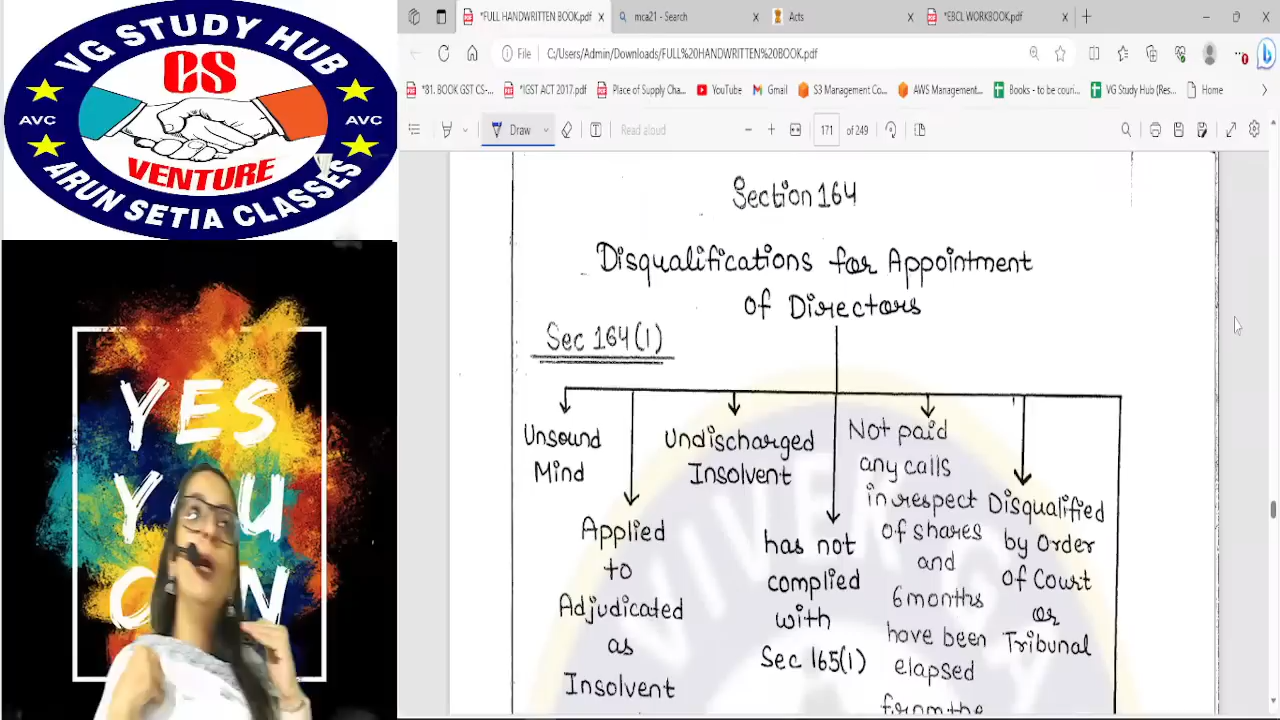 VG STUDY HUB
CS
AVC
AVC
VENTURE
ARUN SETIA CLASSES
YES
YOU
CAN
*FULL HANDWRITTEN BOOK.pdf
mca21 - Search
Acts
*EBCL WORKBOOK.pdf
File
C:/Users/Admin/Downloads/FULL%20HANDWRITTEN%20BOOK.pdf
*81. BOOK GST CS-...
*IGST ACT 2017.pdf
YouTube
Gmail
S3 Management Co...
AWS Management...
Books - to be couri...
VG Study Hub (Res...
Home
Draw
Read aloud
171
of 249
Section 164
Disqualifications for Appointment
of Directors
Sec 164(1)
Unsound
Mind
Applied
to
Adjudicated
as
Insolvent
Undischarged
Insolvent
has not
complied
with
Sec 165(1)
Not paid
any calls
in respect
of shares
and
6 months
have been
elapsed
from the
Disqualified
by Order
of Court
or
Tribunal